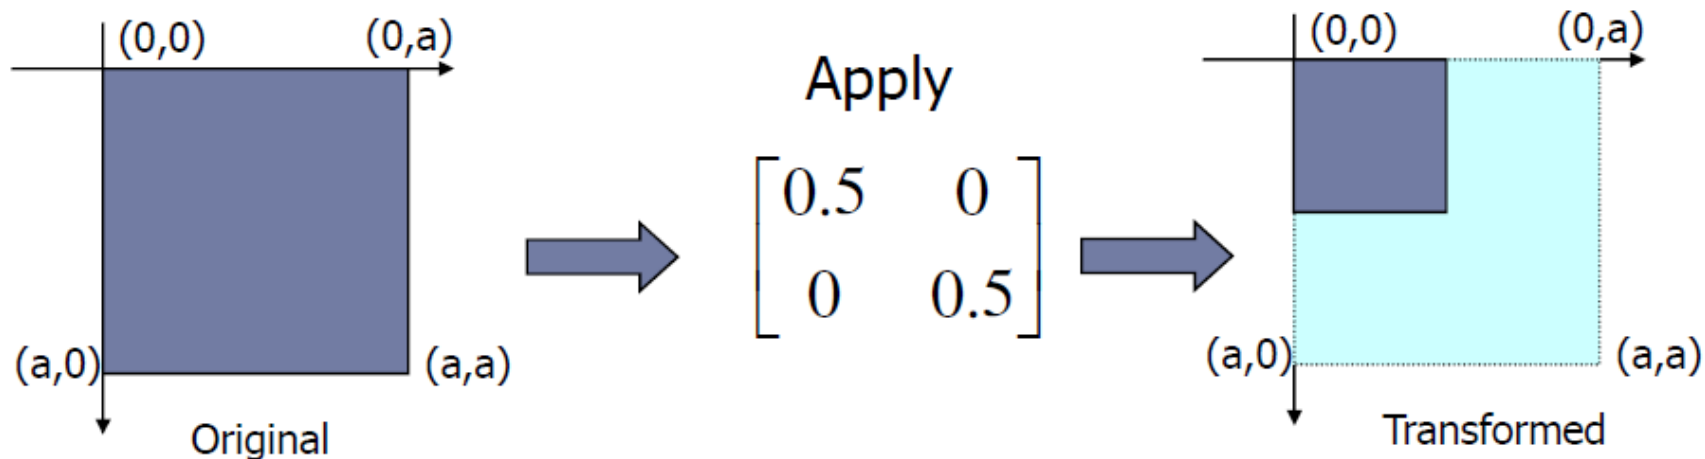 (0,0) (0,a)
(a,0) (a,a)
Original
Apply
0.5 0
0 0.5
(0,0) (0,a)
(a,0) (a,a)
Transformed